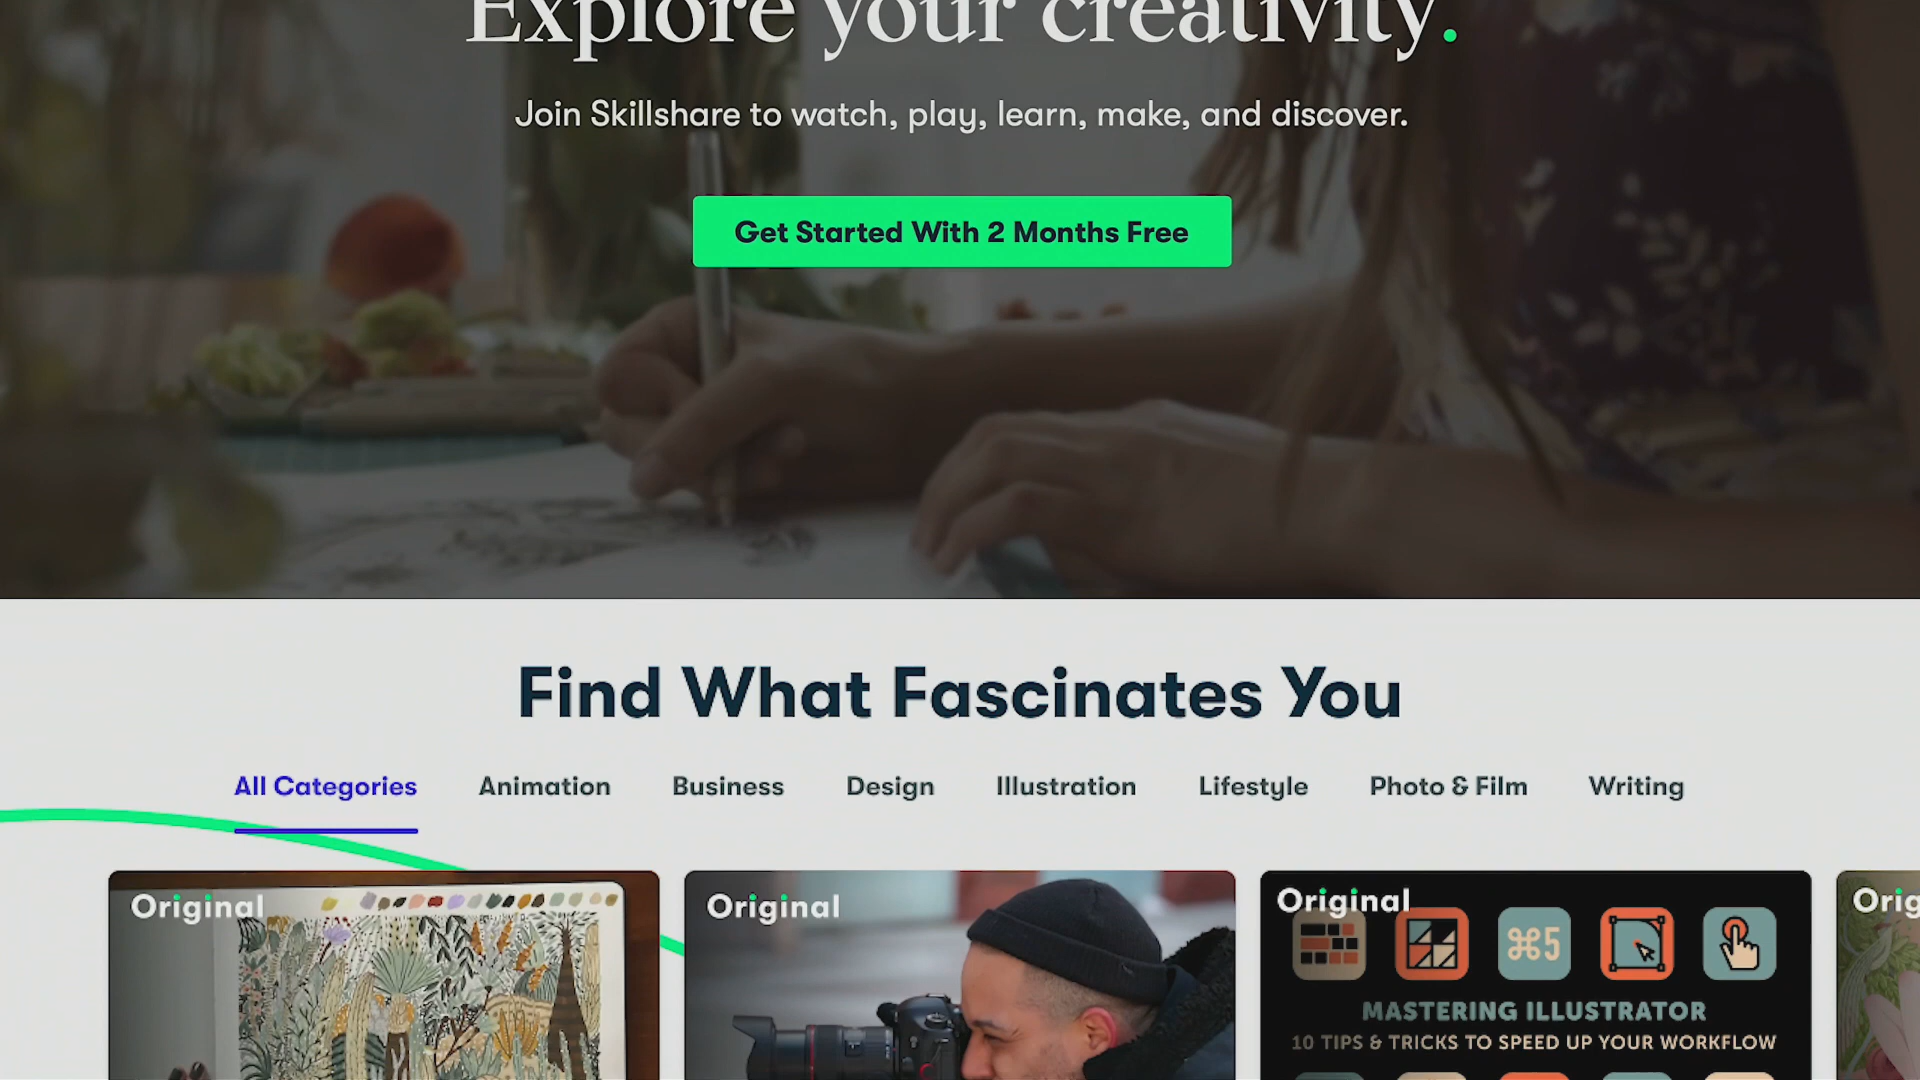 Explore your creativity.
Join Skillshare to watch, play, learn, make, and discover.
Get Started With 2 Months Free
Find What Fascinates You
All Categories Animation Business Design Illustration Lifestyle Photo & Film Writing
Original
Original
Original
⌘5
MASTERING ILLUSTRATOR
10 TIPS & TRICKS TO SPEED UP YOUR WORKFLOW
Orig